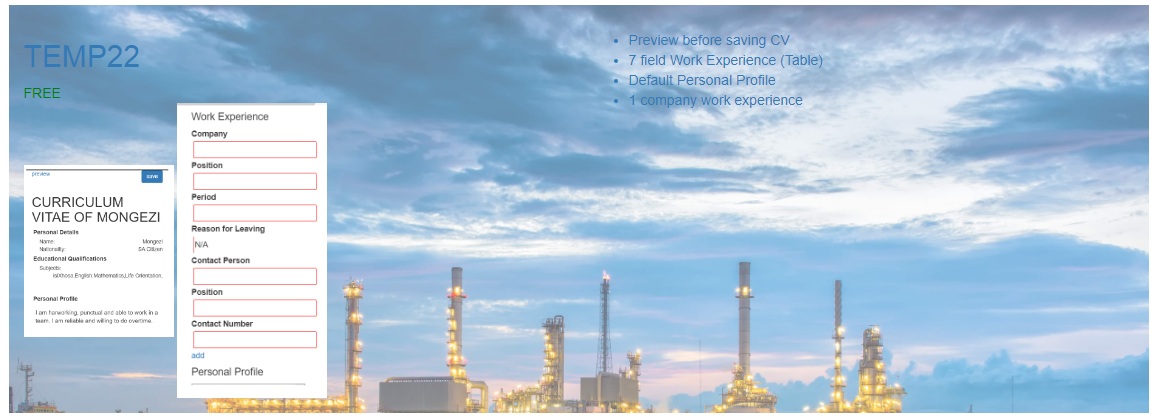 TEMP22
FREE
Preview before saving CV
7 field Work Experience (Table)
Default Personal Profile
1 company work experience
preview
SAVE
CURRICULUM
VITAE OF MONGEZI
Personal Details
Name: Mongezi
Nationality: SA Citizen
Educational Qualifications
Subjects:
isiXhosa,English,Mathematics,Life Orientation,
Personal Profile
I am harworking, punctual and able to work in a
team. I am reliable and willing to do overtime.
Work Experience
Company
Position
Period
Reason for Leaving
N/A
Contact Person
Position
Contact Number
add
Personal Profile